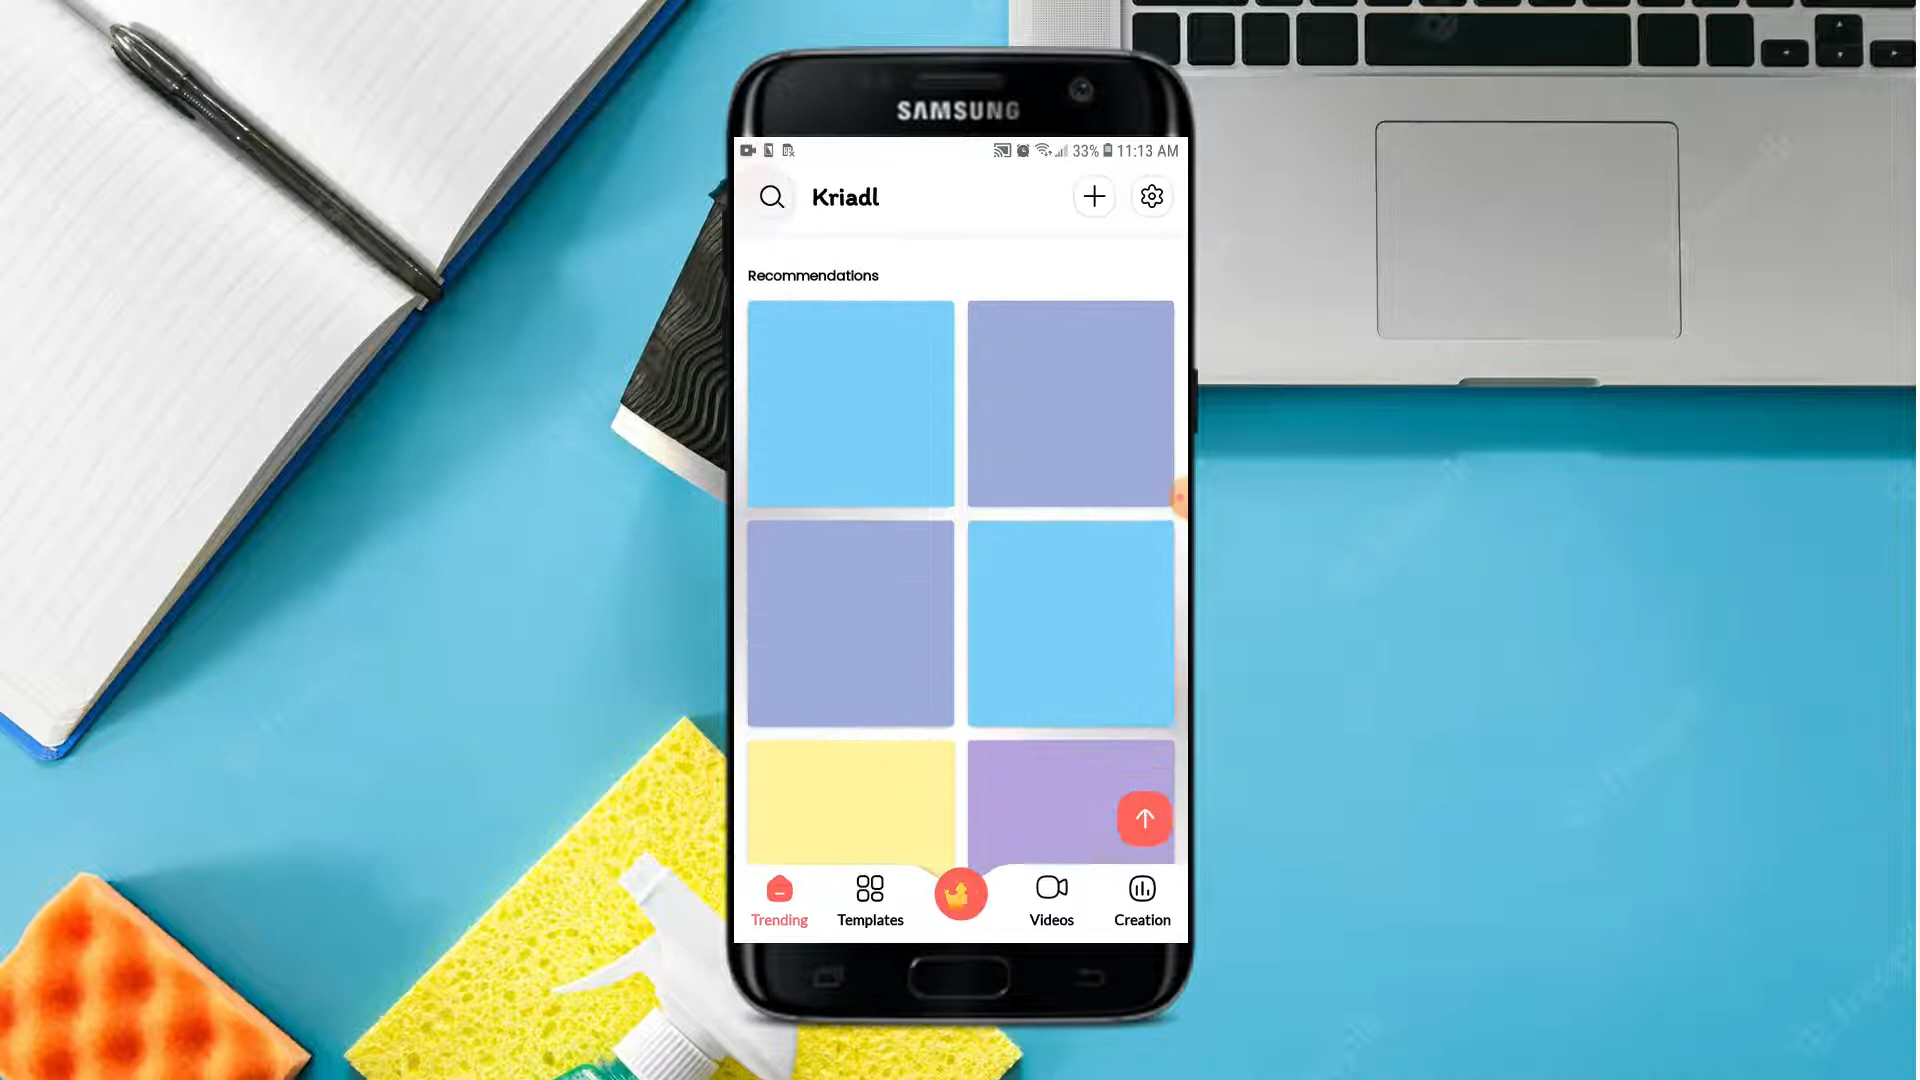 SAMSUNG
33% 11:13 AM
Kriadl
Recommendations
Trending
Templates
Videos
Creation